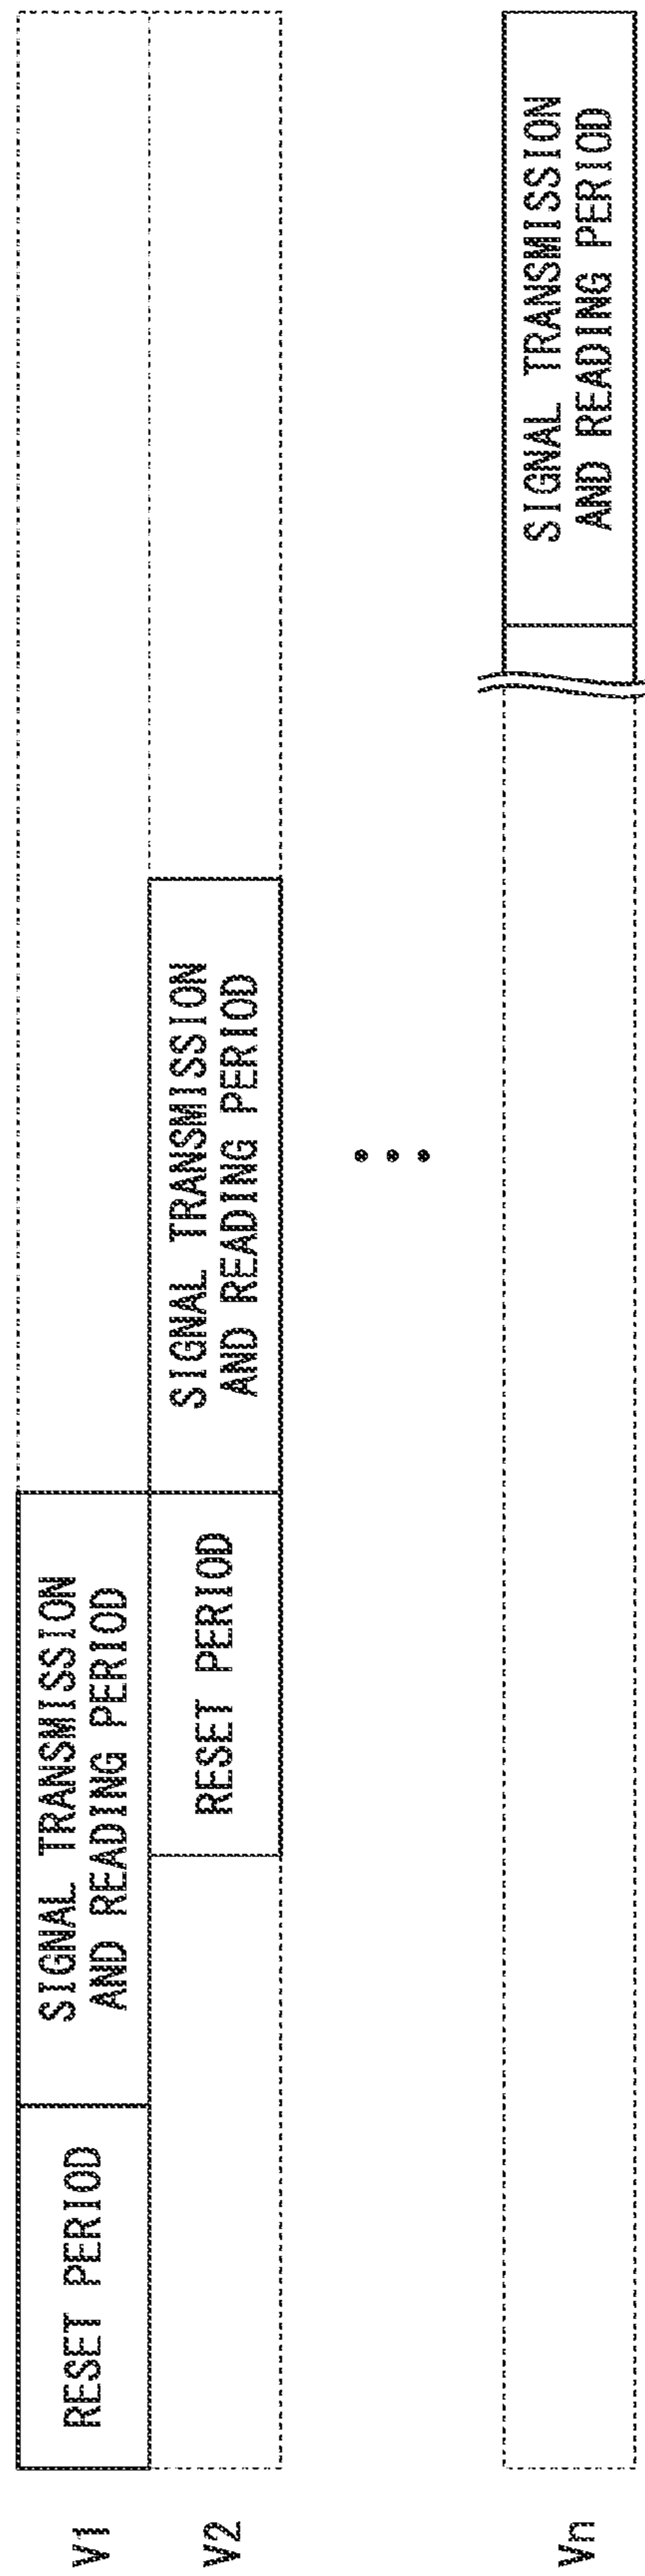 V1
RESET PERIOD
SIGNAL TRANSMISSION
AND READING PERIOD
V2
RESET PERIOD
SIGNAL TRANSMISSION
AND READING PERIOD
Vn
SIGNAL TRANSMISSION
AND READING PERIOD